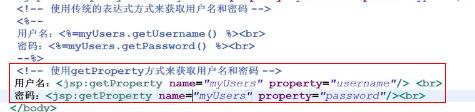 <!-- 使用传统的表达式方式来获取用户名和密码 -->
<%--
用户名：<%=myUsers.getUsername() %><br>
密码：<%=myUsers.getPassword() %><br>
--%>
<!-- 使用getProperty方式来获取用户名和密码 -->
用户名：<jsp:getProperty name="myUsers" property="username"/> <br>
密码：<jsp:getProperty name="myUsers" property="password"/><br>
</body>